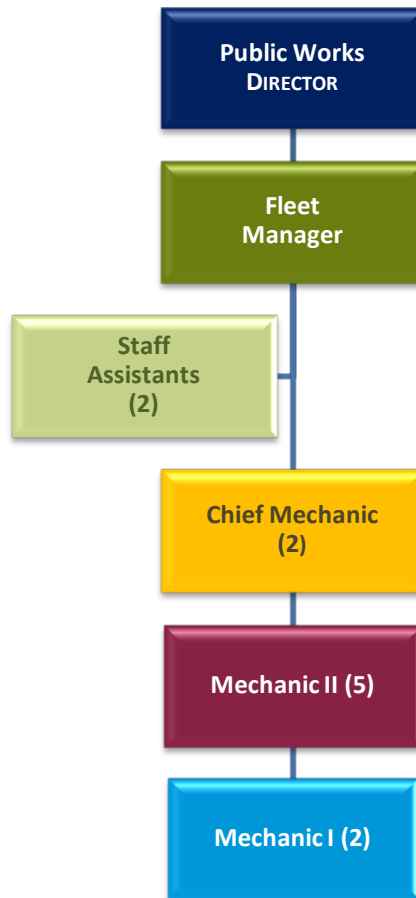 Public Works
DIRECTOR
Fleet
Manager
Staff
Assistants
(2)
Chief Mechanic
(2)
Mechanic II (5)
Mechanic I (2)